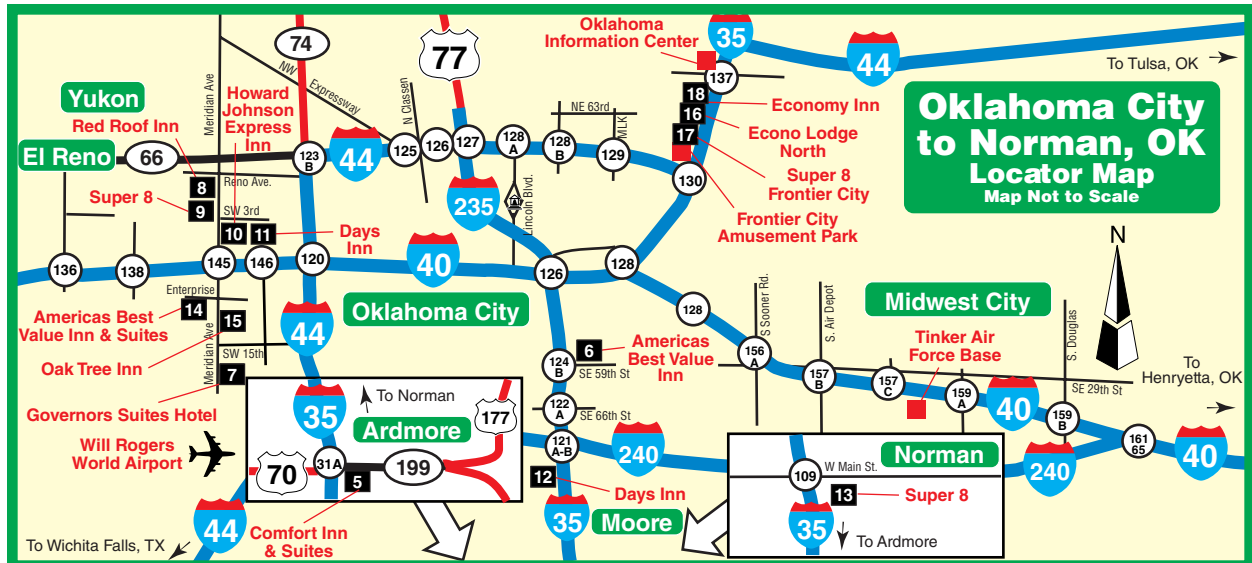 Oklahoma City
to Norman, OK
Locator Map
Map Not to Scale
N
Oklahoma
Information Center
35
44
To Tulsa, OK
137
18
Economy Inn
16
Econo Lodge
North
17
Super 8
Frontier City
Frontier City
Amusement Park
130
74
77
NW Expressway
N Classen
NE 63rd
MLK
Lincoln Blvd.
Meridian Ave
Yukon
Red Roof Inn
Howard
Johnson
Express
Inn
El Reno
66
123
B
44
125
126
127
128
A
128
B
129
Reno Ave.
8
Super 8
9
SW 3rd
10
11
Days
Inn
235
136
138
145
146
120
40
126
128
128
Enterprise
14
Americas Best
Value Inn & Suites
15
Oak Tree Inn
Meridian Ave
SW 15th
7
Governors Suites Hotel
44
Oklahoma City
Will Rogers
World Airport
44
To Wichita Falls, TX
35
To Norman
Ardmore
177
70
31A
199
5
Comfort Inn
& Suites
6
Americas
Best Value
Inn
124
B
SE 59th St
122
A
SE 66th St
121
A-B
240
12
Days Inn
35
Moore
S Sooner Rd.
S. Air Depot
Midwest City
S. Douglas
156
A
157
B
157
C
Tinker Air
Force Base
159
A
40
SE 29th St
159
B
To
Henryetta, OK
161
65
40
240
Norman
109
W Main St.
13
Super 8
35
To Ardmore